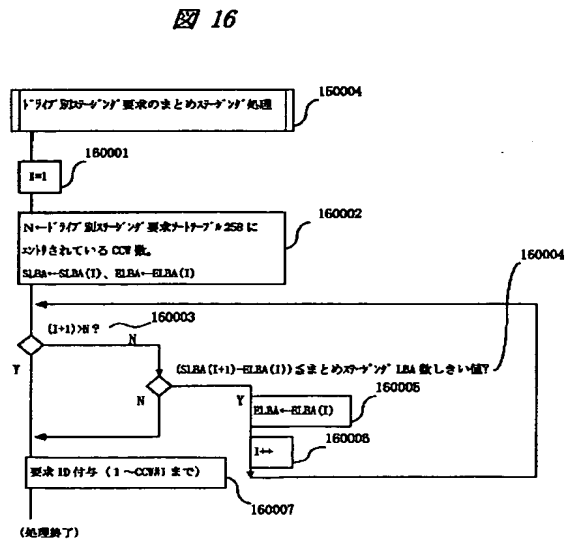 図 16
ドライブ別ステージング要求のまとめステージング処理
150004
160001
I=1
160002
N←ドライブ別ステージング要求ソートテーブル258に
エントリされているCCW数。
SLBA←SLBA(I)、ELBA←ELBA(I)
160004
160003
(I+1)>N?
N
(SLBA(I+1)-ELBA(I))≦まとめステージングLBA数しきい値?
Y
N
Y
160005
ELBA←ELBA(I)
I++
160006
要求ID付与(1~CCW#Iまで)
160007
(処理終了)